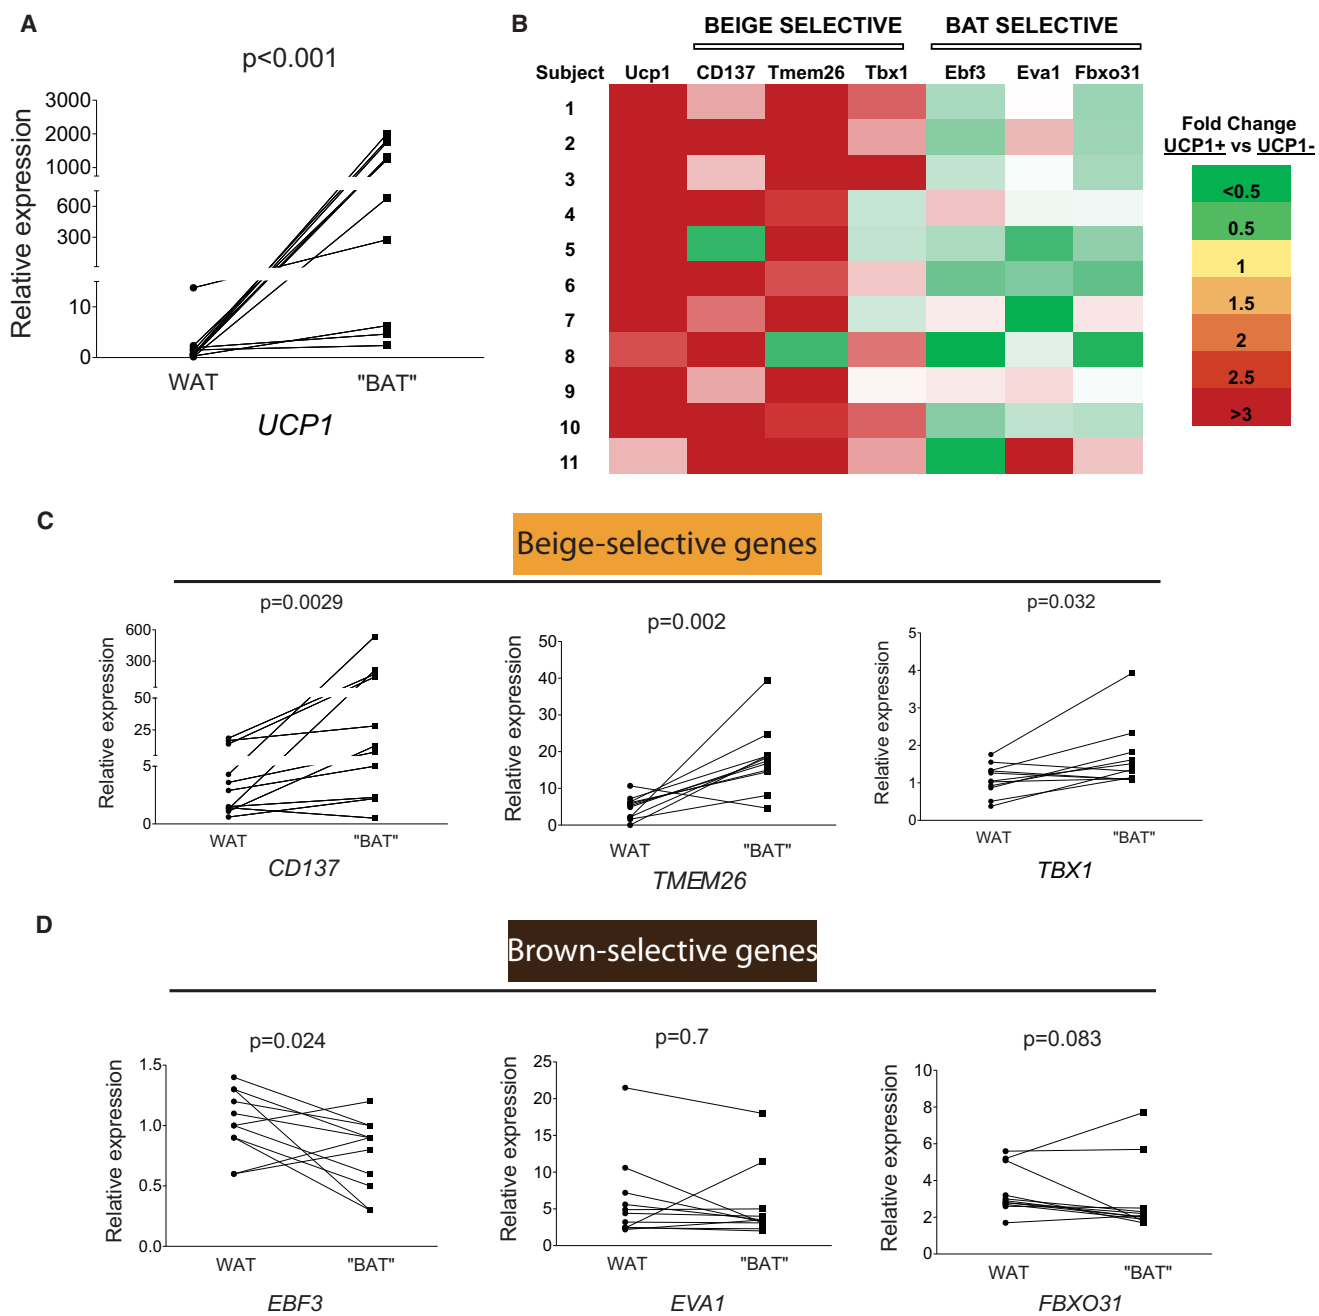 A
p<0.001
Relative expression
3000
2000
1000
600
300
10
0
WAT
"BAT"
UCP1
B
BEIGE SELECTIVE
BAT SELECTIVE
Subject Ucp1 CD137 Tmem26 Tbx1 Ebf3 Eva1 Fbxo31
1
2
3
4
5
6
7
8
9
10
11
Fold Change
UCP1+ vs UCP1-
<0.5
0.5
1
1.5
2
2.5
>3
C
Beige-selective genes
p=0.0029
Relative expression
600
300
50
25
5
0
WAT
"BAT"
CD137
p=0.002
Relative expression
50
40
30
20
10
0
WAT
"BAT"
TMEM26
p=0.032
Relative expression
5
4
3
2
1
0
WAT
"BAT"
TBX1
D
Brown-selective genes
p=0.024
Relative expression
1.5
1.0
0.5
0.0
WAT
"BAT"
EBF3
p=0.7
Relative expression
25
20
15
10
5
0
WAT
"BAT"
EVA1
p=0.083
Relative expression
10
8
6
4
2
0
WAT
"BAT"
FBXO31